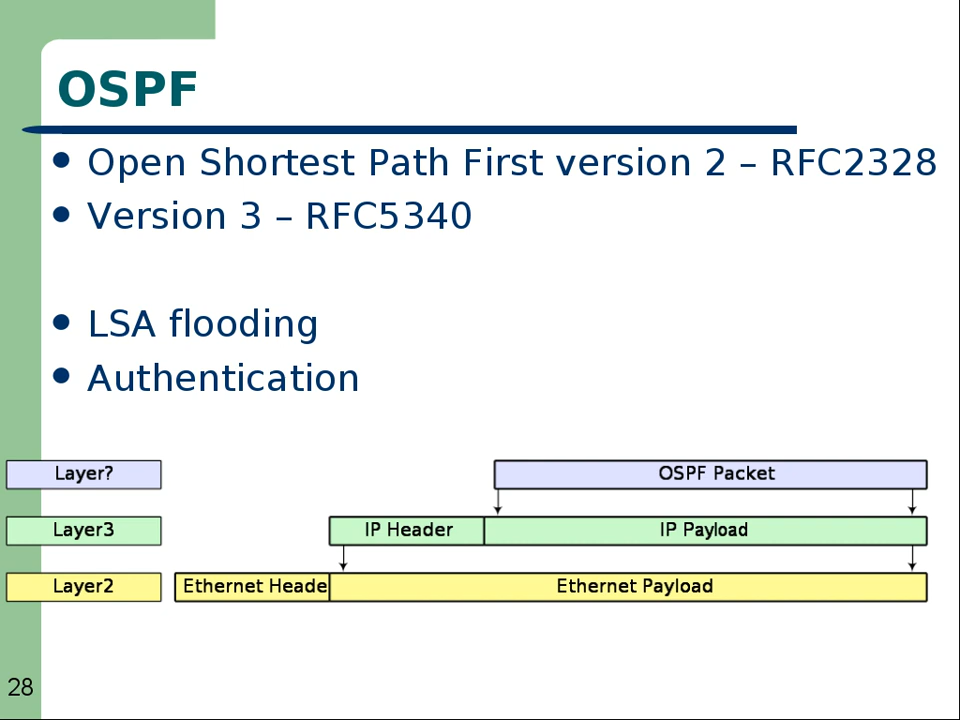 OSPF
Open Shortest Path First version 2 – RFC2328
Version 3 – RFC5340
LSA flooding
Authentication
Layer? OSPF Packet
Layer3 IP Header IP Payload
Layer2 Ethernet Heade Ethernet Payload
28